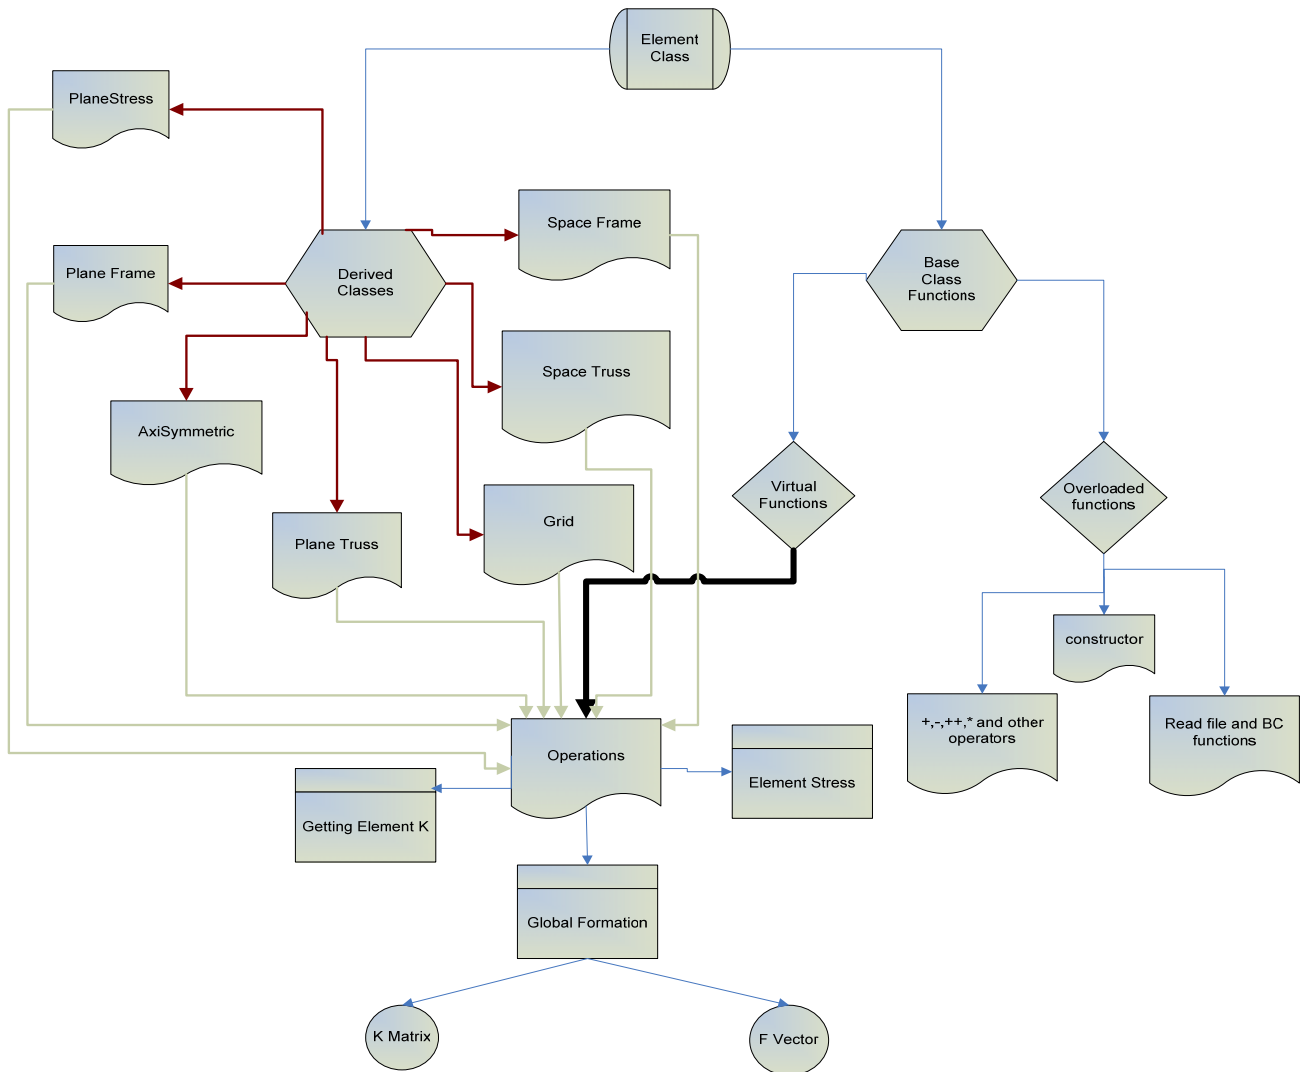 Element
Class
PlaneStress
Space Frame
Plane Frame
Derived
Classes
Base
Class
Functions
Space Truss
AxiSymmetric
Virtual
Functions
Overloaded
functions
Plane Truss
Grid
constructor
+,-,++,* and other
operators
Read file and BC
functions
Operations
Element Stress
Getting Element K
Global Formation
K Matrix
F Vector